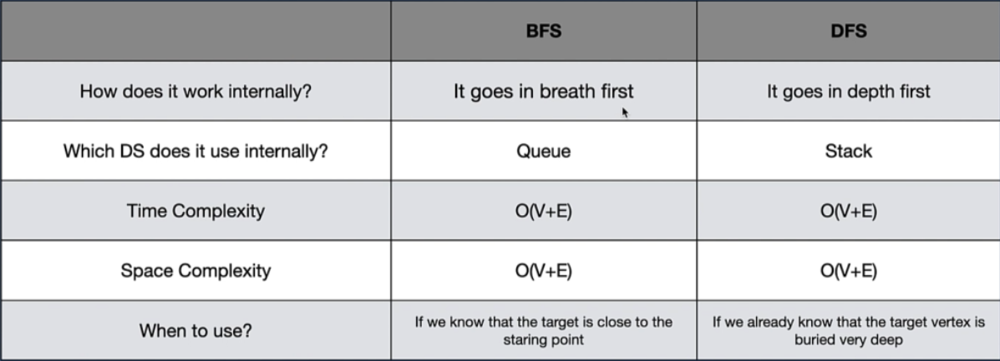 BFS
DFS
How does it work internally?
It goes in breath first
It goes in depth first
Which DS does it use internally?
Queue
Stack
Time Complexity
O(V+E)
O(V+E)
Space Complexity
O(V+E)
O(V+E)
When to use?
If we know that the target is close to the
staring point
If we already know that the target vertex is
buried very deep